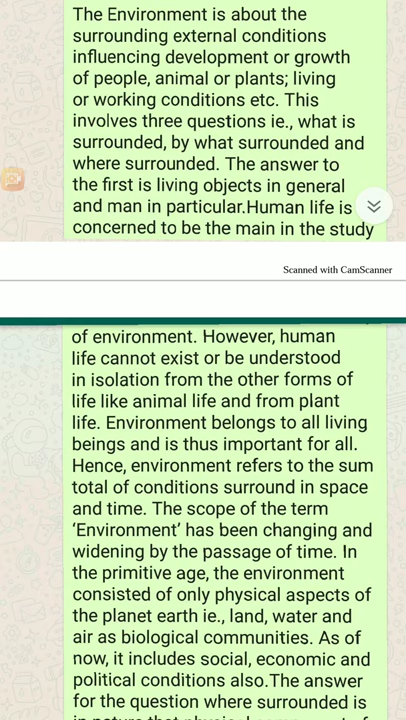 The Environment is about the
surrounding external conditions
influencing development or growth
of people, animal or plants; living
or working conditions etc. This
involves three questions ie., what is
surrounded, by what surrounded and
where surrounded. The answer to
the first is living objects in general
and man in particular.Human life is
concerned to be the main in the study
Scanned with CamScanner
of environment. However, human
life cannot exist or be understood
in isolation from the other forms of
life like animal life and from plant
life. Environment belongs to all living
beings and is thus important for all.
Hence, environment refers to the sum
total of conditions surround in space
and time. The scope of the term
‘Environment’ has been changing and
widening by the passage of time. In
the primitive age, the environment
consisted of only physical aspects of
the planet earth ie., land, water and
air as biological communities. As of
now, it includes social, economic and
political conditions also.The answer
for the question where surrounded is